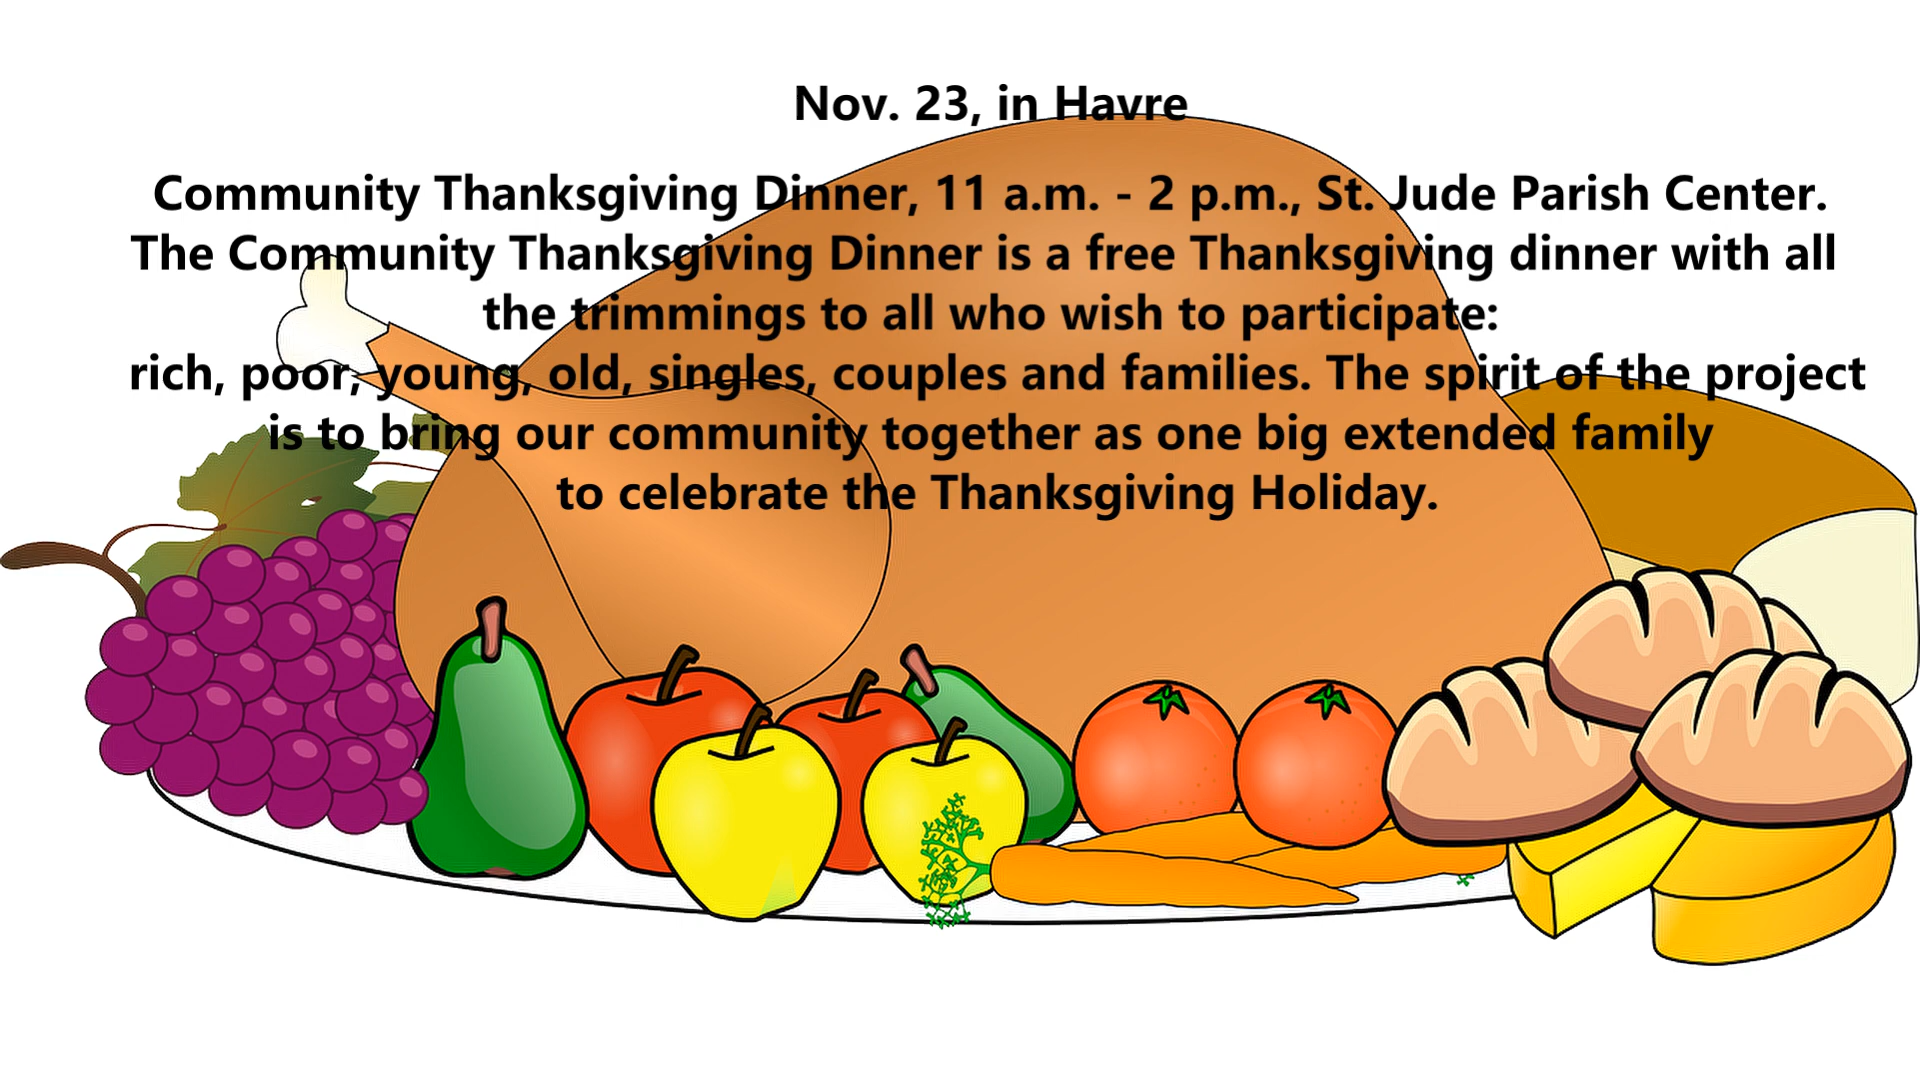 Nov. 23, in Havre
Community Thanksgiving Dinner, 11 a.m. - 2 p.m., St. Jude Parish Center.
The Community Thanksgiving Dinner is a free Thanksgiving dinner with all
the trimmings to all who wish to participate:
rich, poor, young, old, singles, couples and families. The spirit of the project
is to bring our community together as one big extended family
to celebrate the Thanksgiving Holiday.